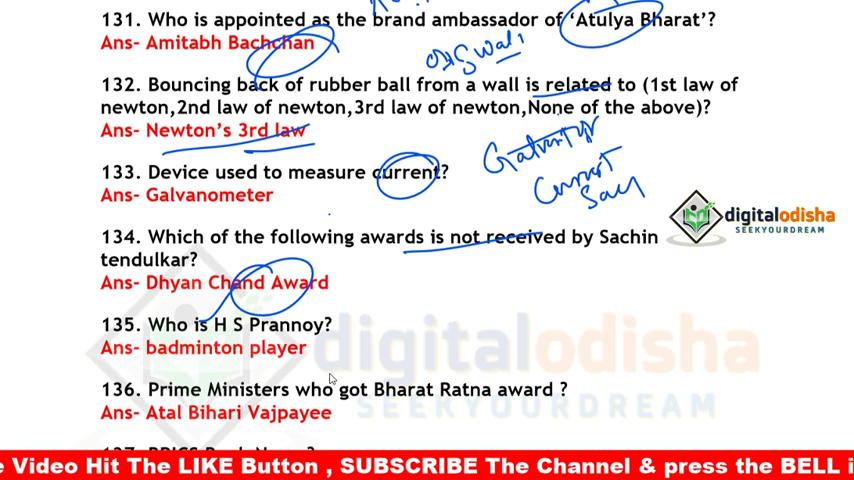 131. Who is appointed as the brand ambassador of ‘Atulya Bharat’?
Ans- Amitabh Bachchan
132. Bouncing back of rubber ball from a wall is related to (1st law of
newton,2nd law of newton,3rd law of newton,None of the above)?
Ans- Newton’s 3rd law
133. Device used to measure current?
Ans- Galvanometer
Current
digitalodisha
SEEKYOURDREAM
134. Which of the following awards is not received by Sachin
tendulkar?
Ans- Dhyan Chand Award
135. Who is H S Prannoy?
Ans- badminton player
digitalodisha
SEEKYOURDREAM
136. Prime Ministers who got Bharat Ratna award ?
Ans- Atal Bihari Vajpayee
e Video Hit The LIKE Button , SUBSCRIBE The Channel & press the BELL i